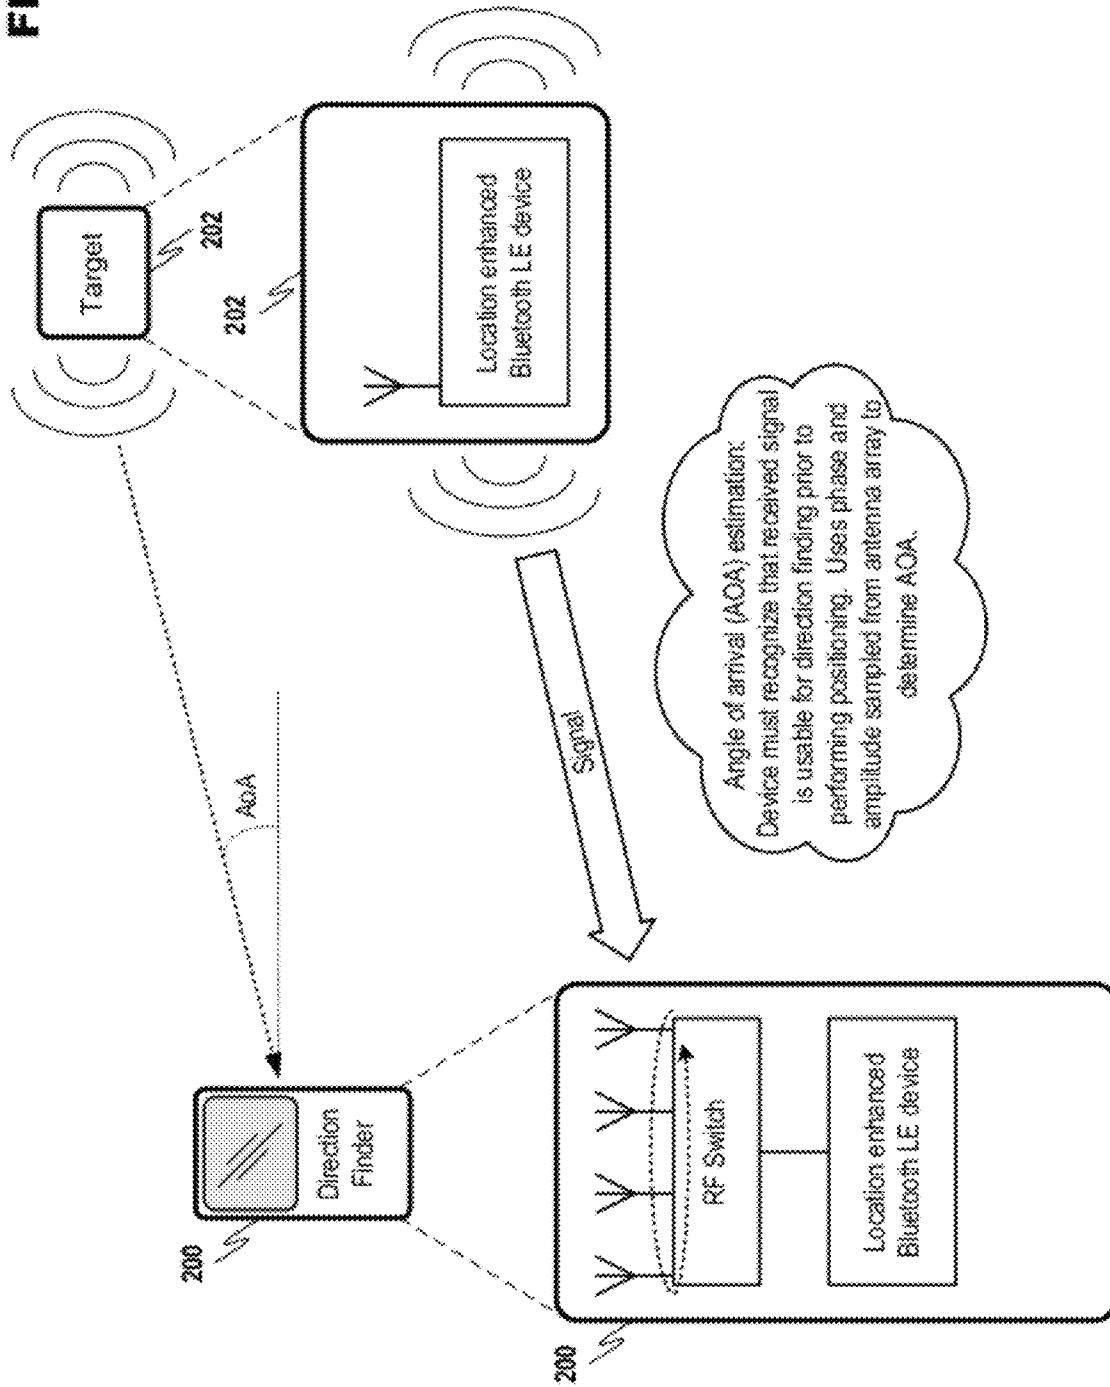 Direction
Finder
200
AoA
Target
202
202
Location enhanced
Bluetooth LE device
Signal
200
RF Switch
Location enhanced
Bluetooth LE device
Angle of arrival (AOA) estimation:
Device must recognize that received signal
is usable for direction finding prior to
performing positioning. Uses phase and
amplitude sampled from antenna array to
determine AOA.